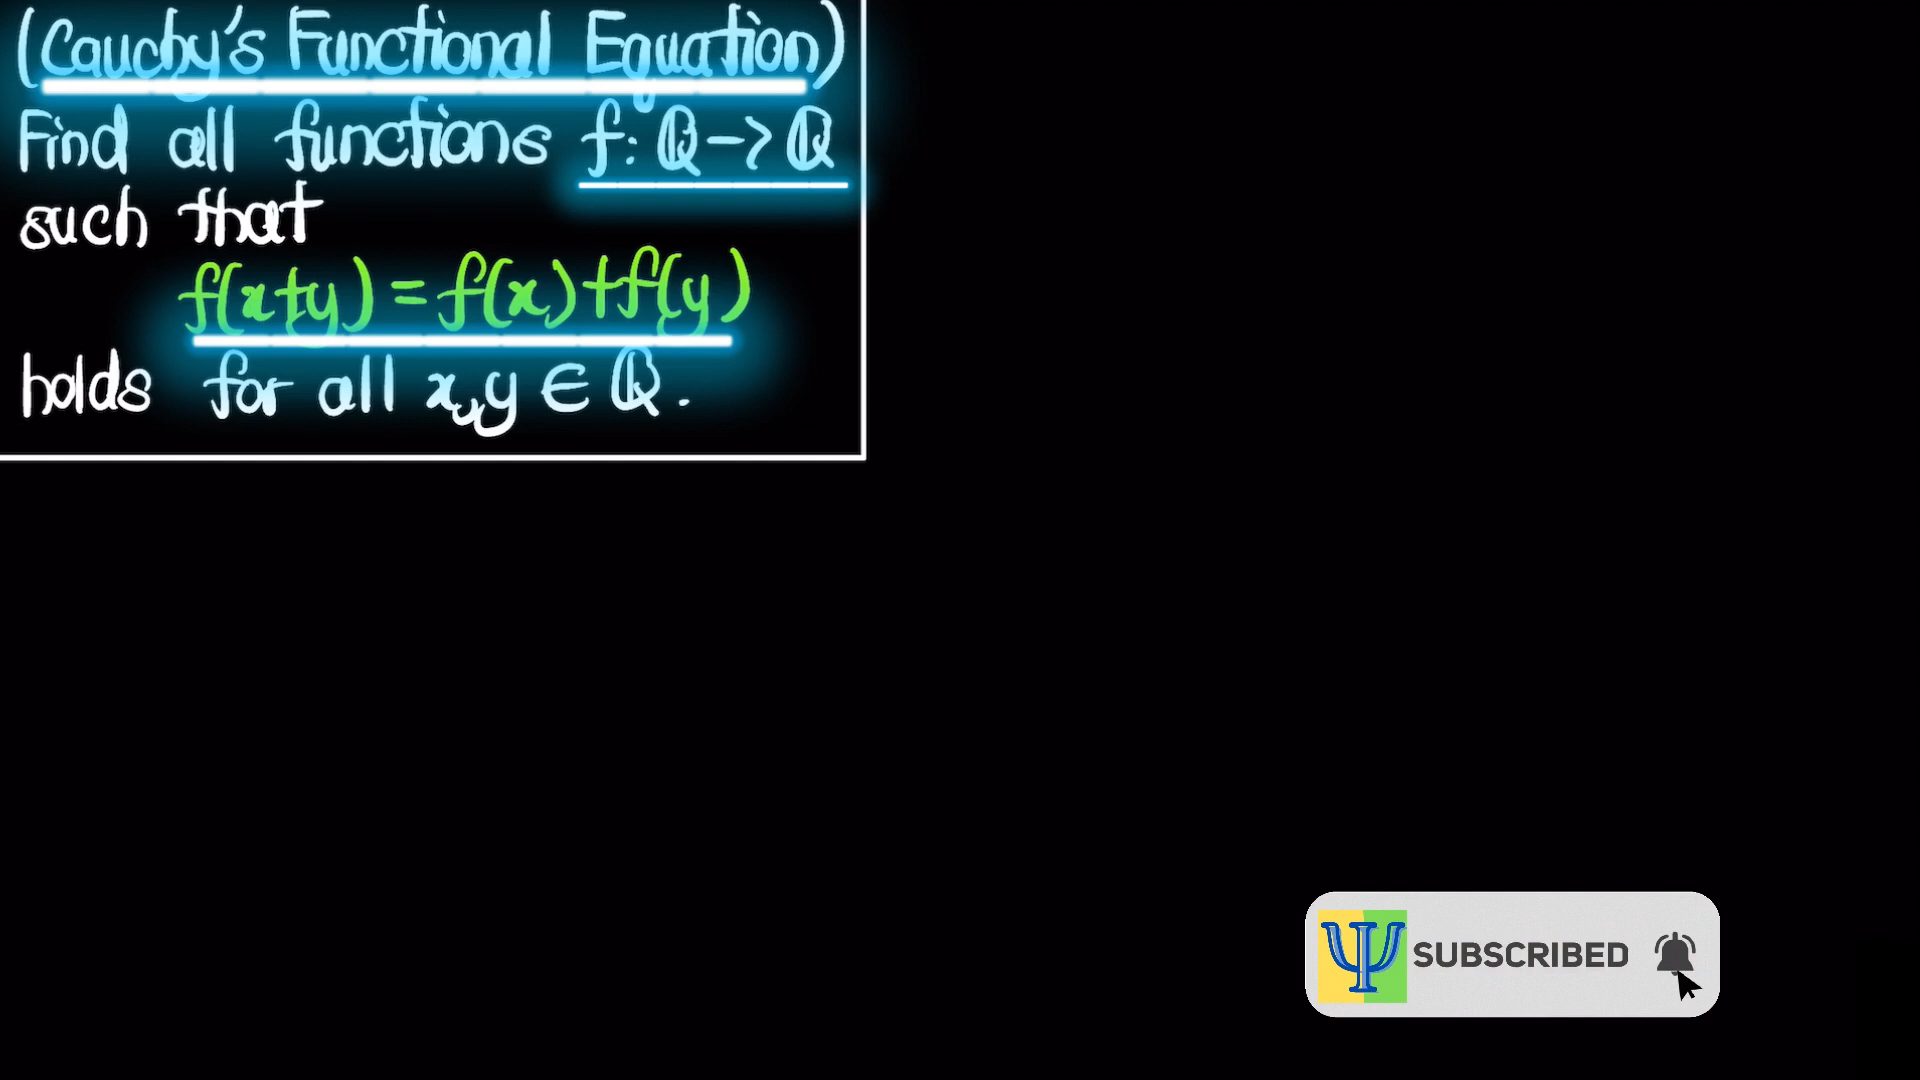 (Cauchy's Functional Equation)
Find all functions f: ℚ->ℚ
such that
f(x+y)=f(x)+f(y)
holds for all x,y ∈ ℚ.
Ψ SUBSCRIBED